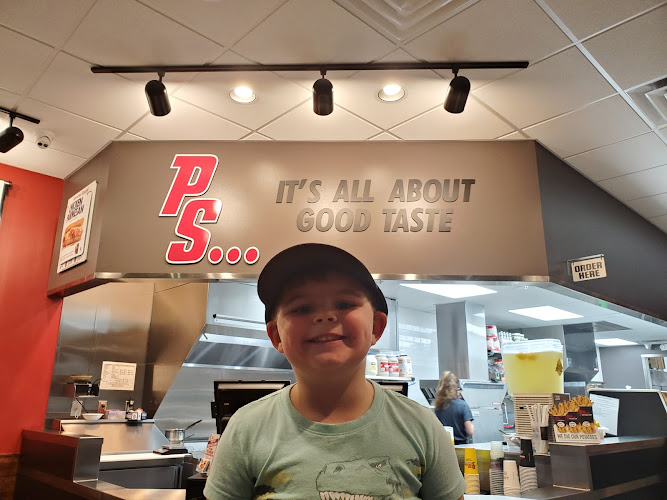 PS...
IT'S ALL ABOUT
GOOD TASTE
ORDER
HERE